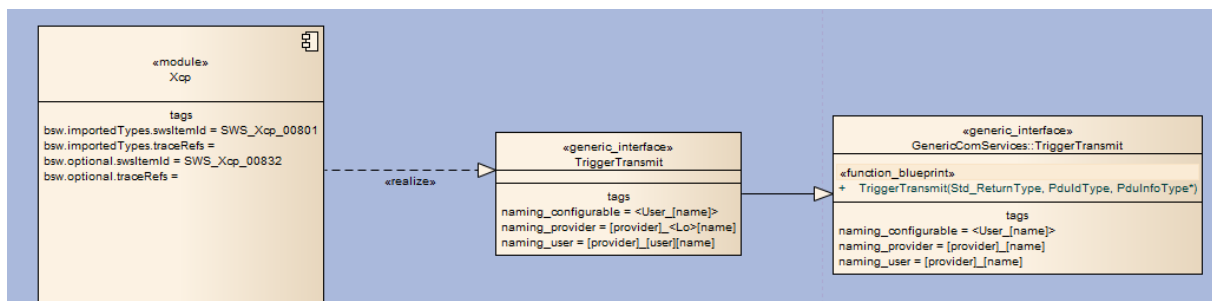 «module»
Xcp
tags
bsw.importedTypes.swsItemId = SWS_Xcp_00801
bsw.importedTypes.traceRefs =
bsw.optional.swsItemId = SWS_Xcp_00832
bsw.optional.traceRefs =
«realize»
«generic_interface»
TriggerTransmit
tags
naming_configurable = <User_[name]>
naming_provider = [provider]_<Lo>[name]
naming_user = [provider]_[user][name]
«generic_interface»
GenericComServices::TriggerTransmit
«function_blueprint»
+ TriggerTransmit(Std_ReturnType, PduIdType, PduInfoType*)
tags
naming_configurable = <User_[name]>
naming_provider = [provider]_[name]
naming_user = [provider]_[name]